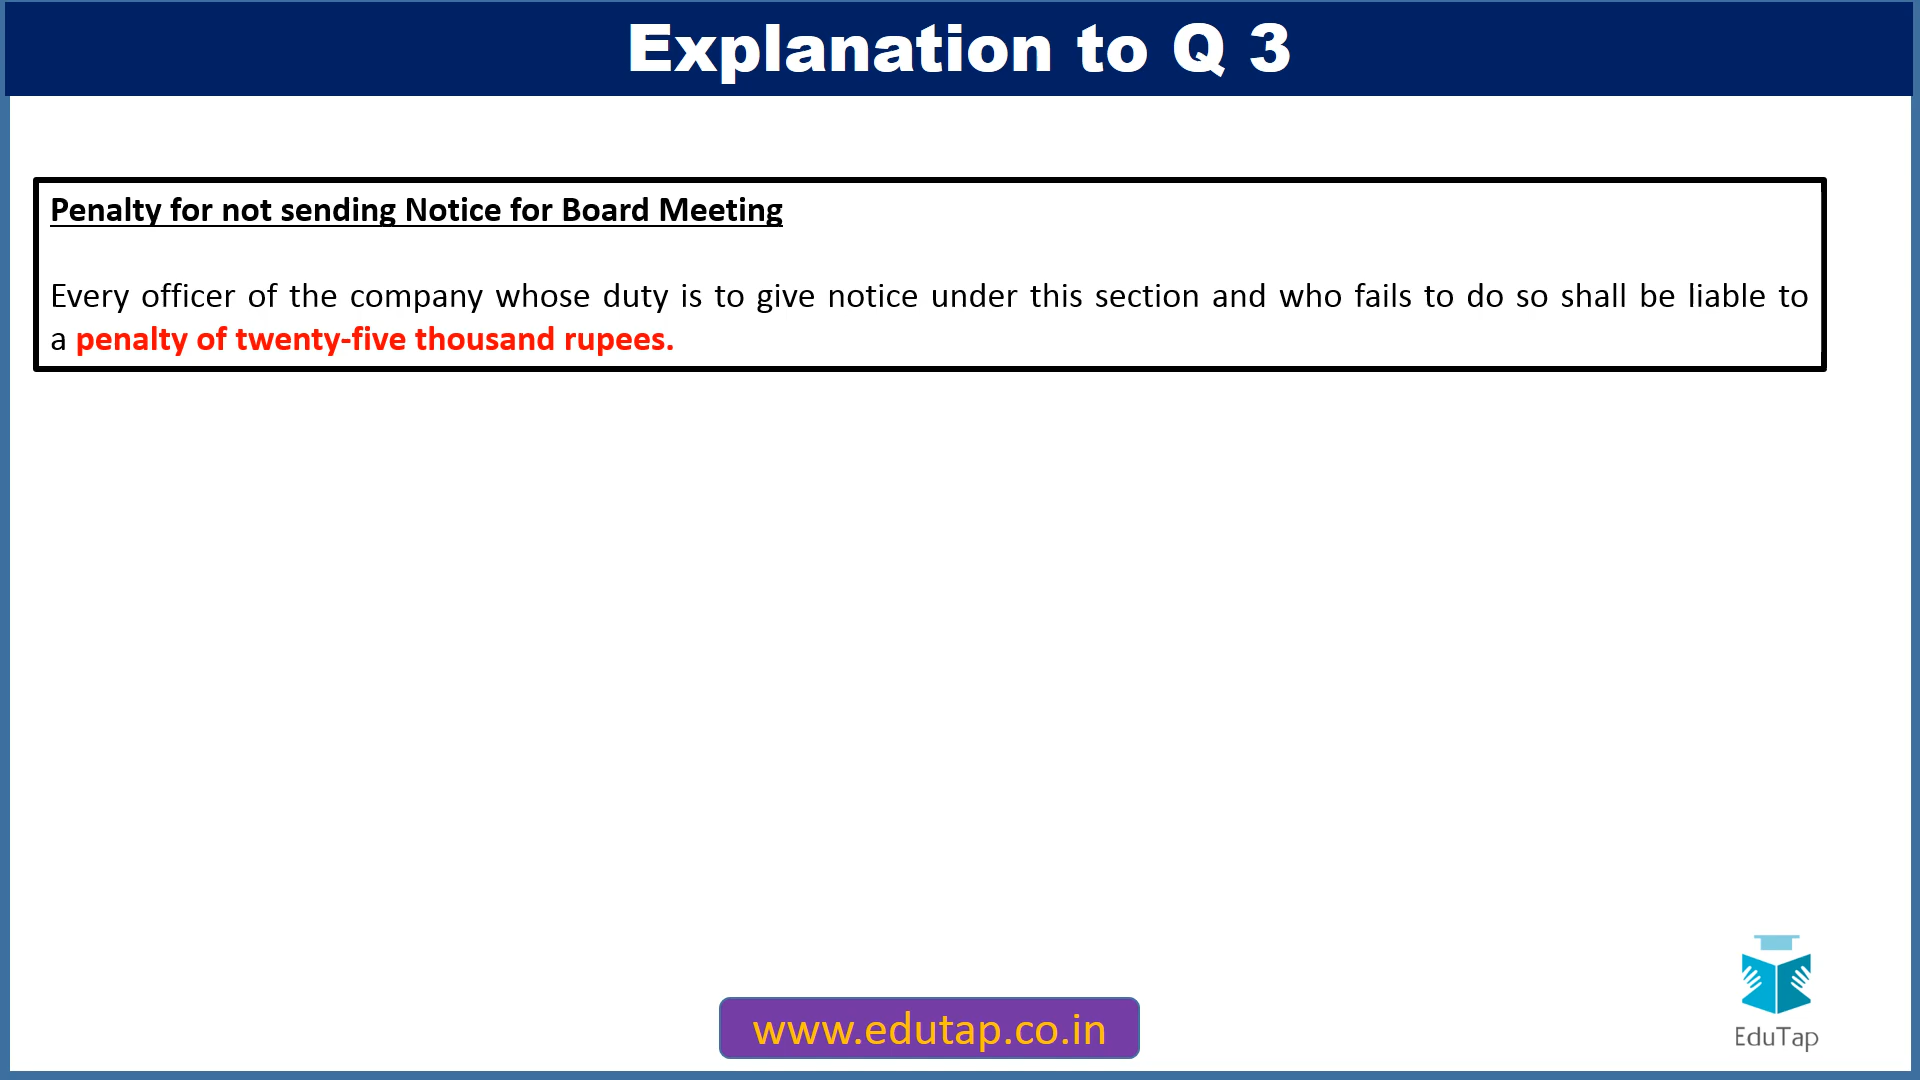 Explanation to Q 3
Penalty for not sending Notice for Board Meeting
Every officer of the company whose duty is to give notice under this section and who fails to do so shall be liable to
a penalty of twenty-five thousand rupees.
www.edutap.co.in
EduTap